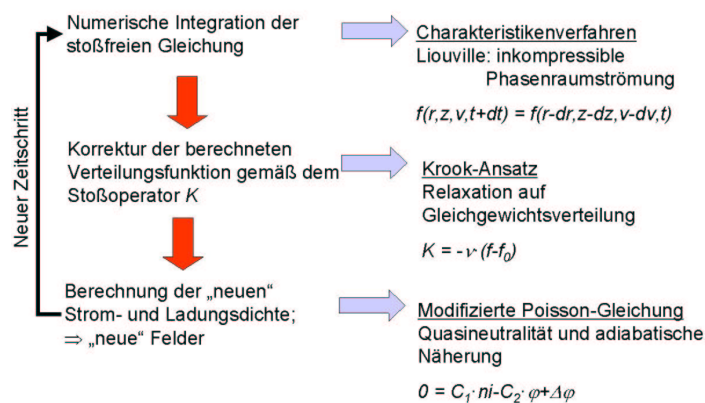 Numerische Integration der
stoßfreien Gleichung
Charakteristikenverfahren
Liouville: inkompressible
Phasenraumströmung
f(r,z,v,t+dt) = f(r-dr,z-dz,v-dv,t)
Neuer Zeitschritt
Korrektur der berechneten
Verteilungsfunktion gemäß dem
Stoßoperator K
Krook-Ansatz
Relaxation auf
Gleichgewichtsverteilung
K = -ν·(f-f₀)
Berechnung der „neuen“
Strom- und Ladungsdichte;
⇒ „neue“ Felder
Modifizierte Poisson-Gleichung
Quasineutralität und adiabatische
Näherung
0 = C₁·ni-C₂·φ+Δφ